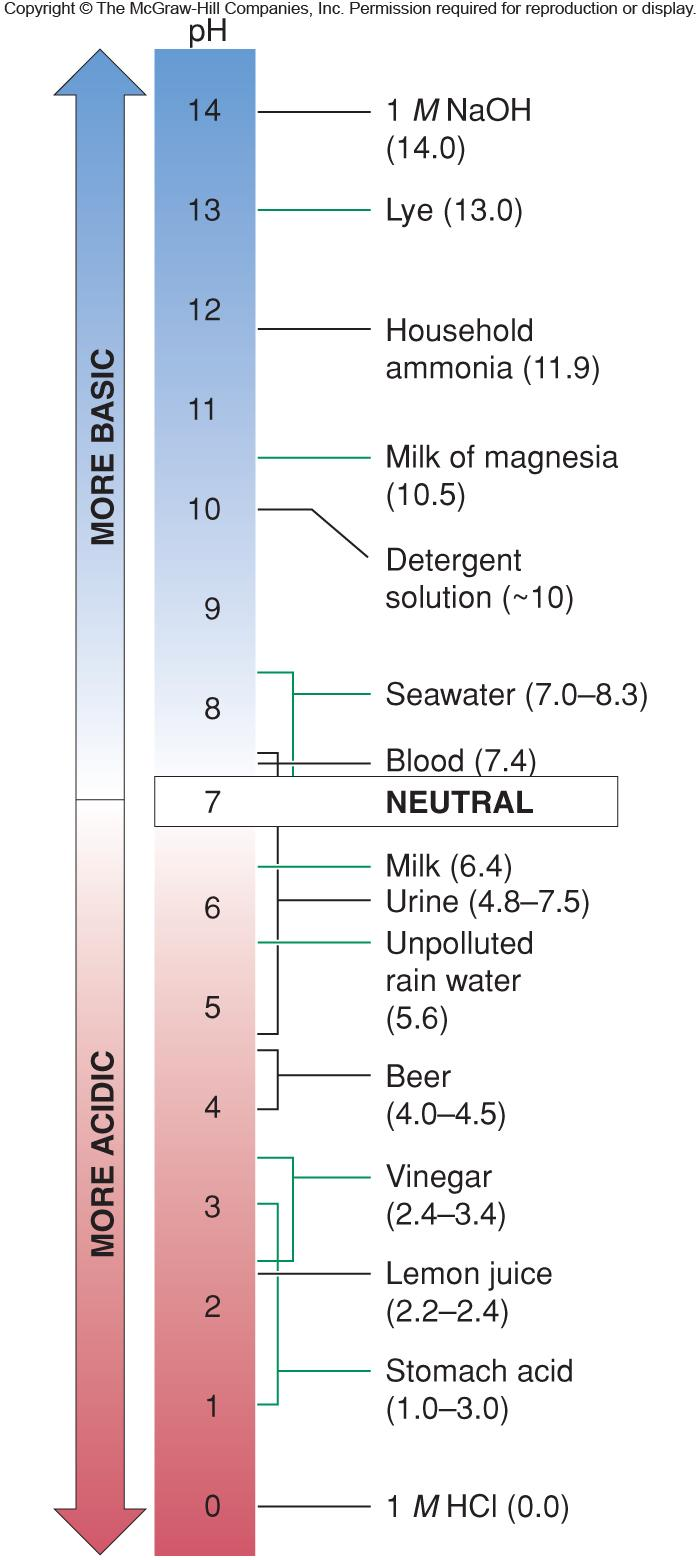 Copyright © The McGraw-Hill Companies, Inc. Permission required for reproduction or display.
pH
14
1 M NaOH
(14.0)
13
Lye (13.0)
12
Household
ammonia (11.9)
11
Milk of magnesia
(10.5)
10
Detergent
solution (~10)
9
Seawater (7.0–8.3)
8
Blood (7.4)
7
NEUTRAL
Milk (6.4)
6
Urine (4.8–7.5)
Unpolluted
rain water
(5.6)
5
Beer
(4.0–4.5)
4
Vinegar
(2.4–3.4)
3
Lemon juice
(2.2–2.4)
2
Stomach acid
(1.0–3.0)
1
0
1 M HCl (0.0)
MORE BASIC
MORE ACIDIC